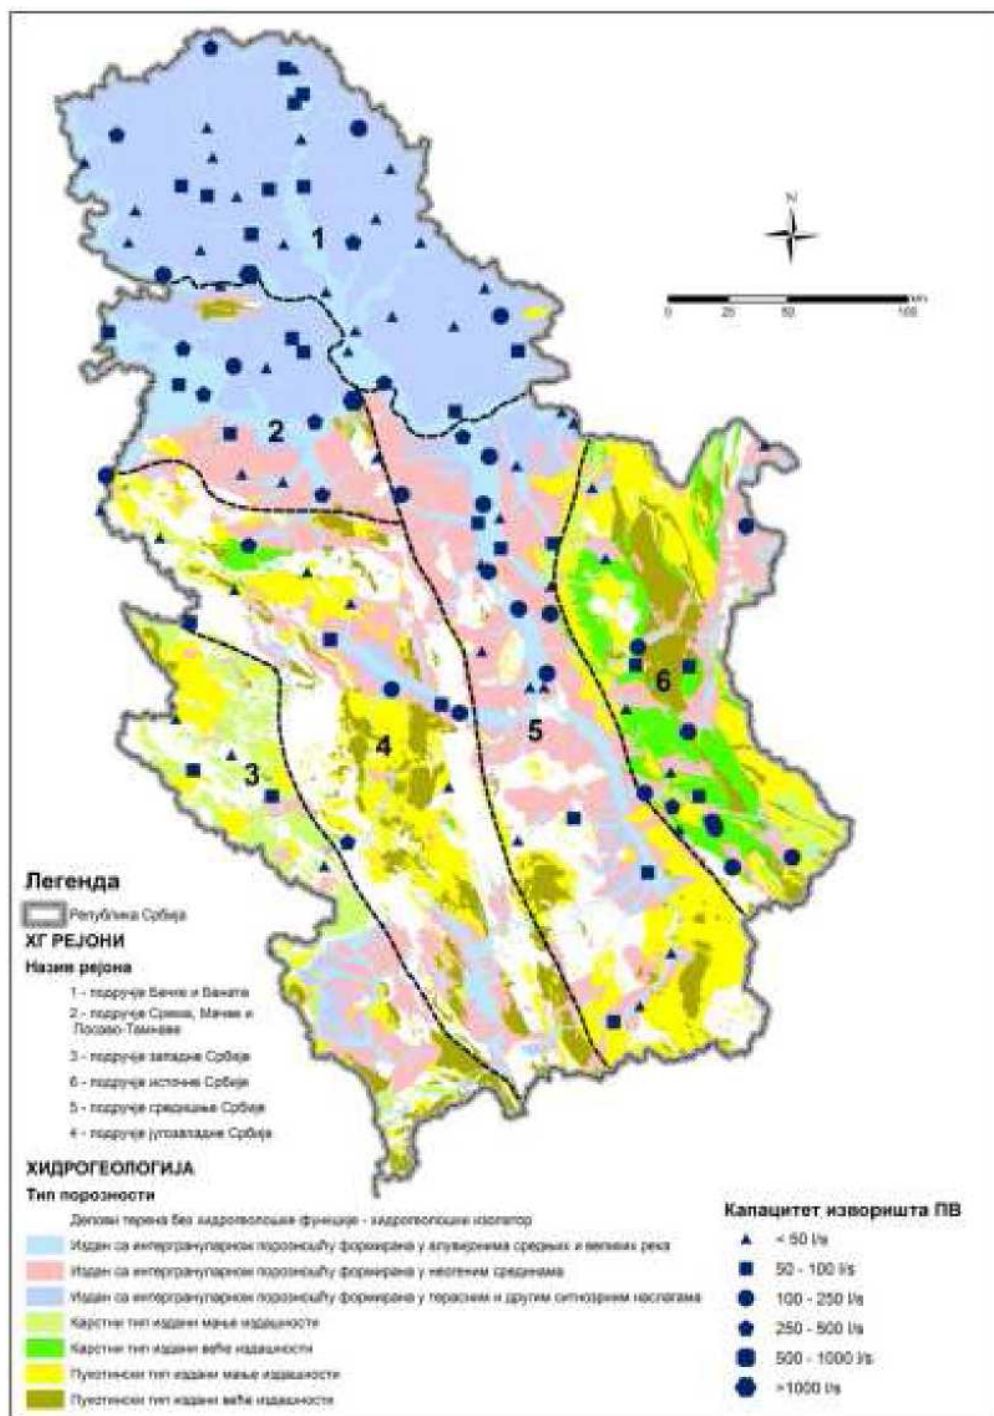 N
1
km
0 25 50 100
2
6
4
5
3
Легенда
Република Србија
ХГ РЕЈОНИ
Назив рејона
1 - подручје Бачке и Баната
2 - подручје Срема, Мачве и
Посаво-Тамнаве
3 - подручје западне Србије
6 - подручје источне Србије
5 - подручје средишње Србије
4 - подручје југозападне Србије
ХИДРОГЕОЛОГИЈА
Тип порозности
Делови терена без хидрогеолошке функције - хидрогеолошки изолатор
Издан са интергрануларном порозношћу формирана у алувијонима средњих и великих река
Издан са интергрануларном порозношћу формирана у неогеним срединама
Издан са интергрануларном порозношћу формирана у терасним и другим ситнозрним наслагама
Карстни тип издани мање издашности
Карстни тип издани веће издашности
Пукотински тип издани мање издашности
Пукотински тип издани веће издашности
Капацитет изворишта ПВ
< 50 l/s
50 - 100 l/s
100 - 250 l/s
250 - 500 l/s
500 - 1000 l/s
>1000 l/s